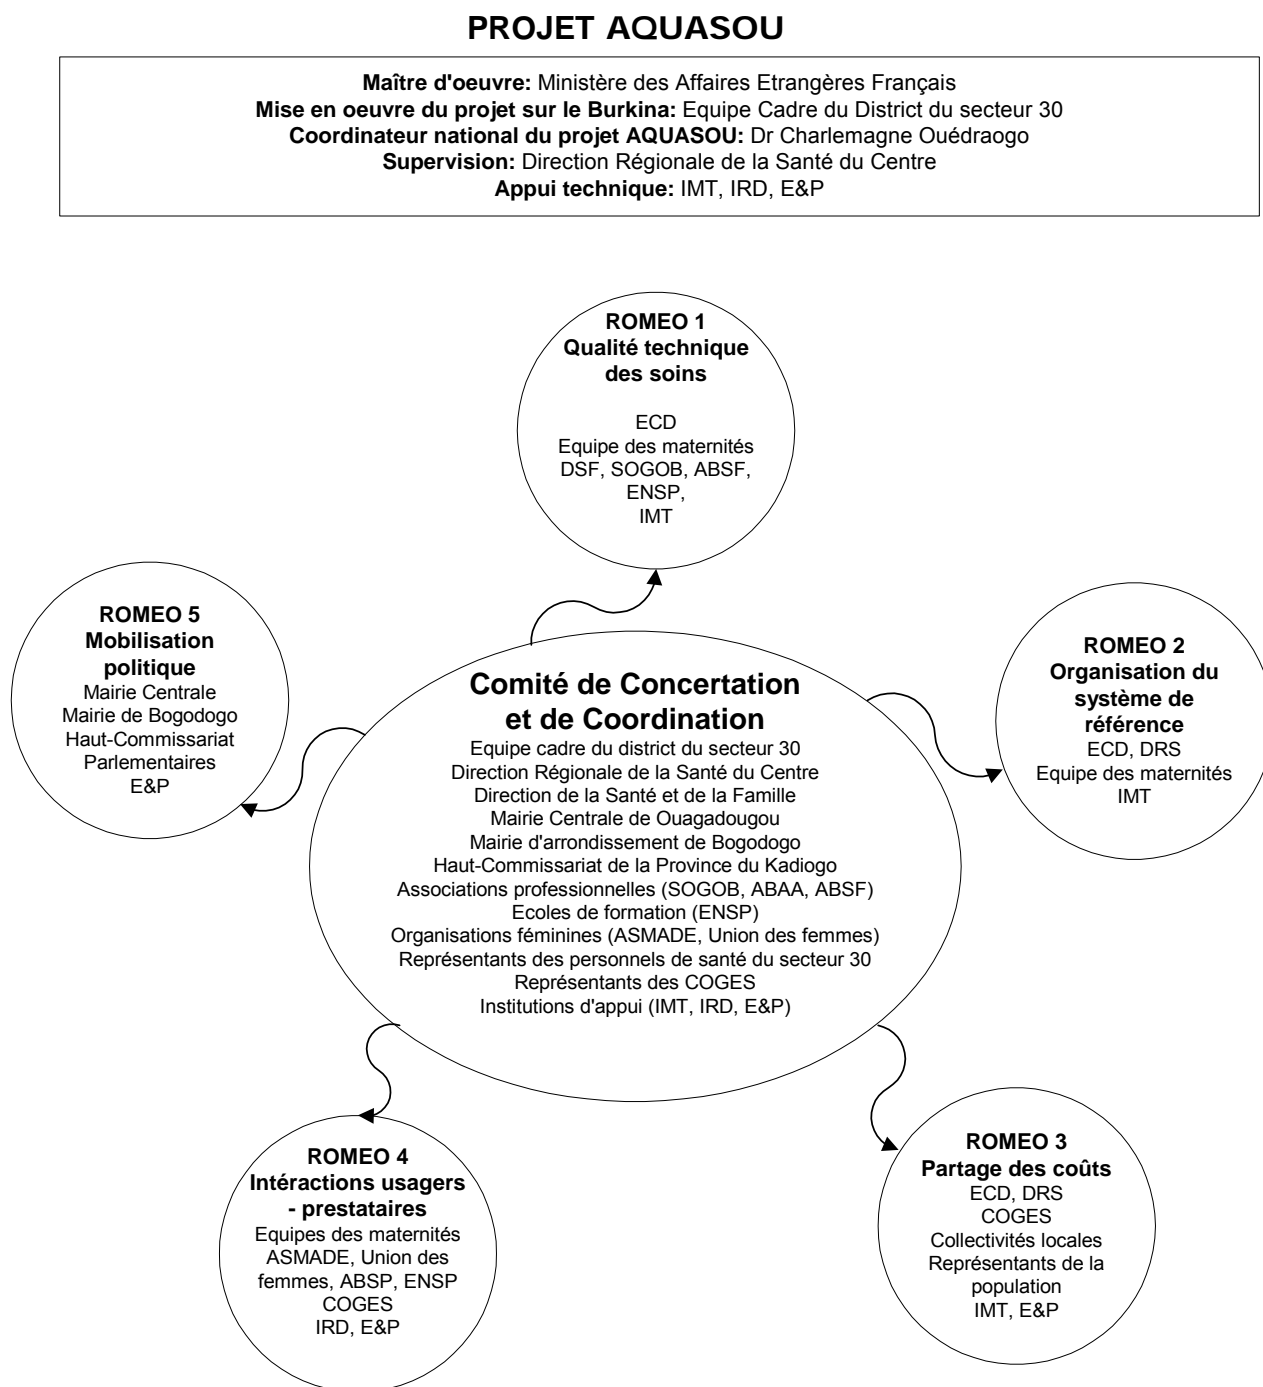 PROJET AQUASOU
Maître d'oeuvre: Ministère des Affaires Etrangères Français
Mise en oeuvre du projet sur le Burkina: Equipe Cadre du District du secteur 30
Coordinateur national du projet AQUASOU: Dr Charlemagne Ouédraogo
Supervision: Direction Régionale de la Santé du Centre
Appui technique: IMT, IRD, E&P
ROMEO 1
Qualité technique
des soins
ECD
Equipe des maternités
DSF, SOGOB, ABSF,
ENSP,
IMT
ROMEO 5
Mobilisation
politique
Mairie Centrale
Mairie de Bogodogo
Haut-Commissariat
Parlementaires
E&P
ROMEO 2
Organisation du
système de
référence
ECD, DRS
Equipe des maternités
IMT
Comité de Concertation
et de Coordination
Equipe cadre du district du secteur 30
Direction Régionale de la Santé du Centre
Direction de la Santé et de la Famille
Mairie Centrale de Ouagadougou
Mairie d'arrondissement de Bogodogo
Haut-Commissariat de la Province du Kadiogo
Associations professionnelles (SOGOB, ABAA, ABSF)
Ecoles de formation (ENSP)
Organisations féminines (ASMADE, Union des femmes)
Représentants des personnels de santé du secteur 30
Représentants des COGES
Institutions d'appui (IMT, IRD, E&P)
ROMEO 4
Intéractions usagers
- prestataires
Equipes des maternités
ASMADE, Union des
femmes, ABSP, ENSP
COGES
IRD, E&P
ROMEO 3
Partage des coûts
ECD, DRS
COGES
Collectivités locales
Représentants de la
population
IMT, E&P